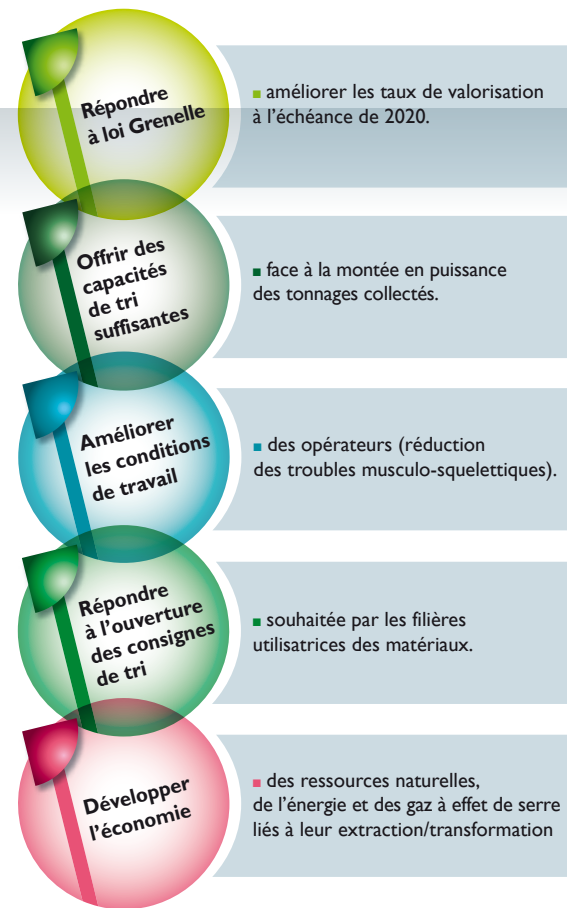 Répondre
à loi Grenelle
▪ améliorer les taux de valorisation
à l’échéance de 2020.
Offrir des
capacités
de tri
suffisantes
▪ face à la montée en puissance
des tonnages collectés.
Améliorer
les conditions
de travail
▪ des opérateurs (réduction
des troubles musculo-squelettiques).
Répondre
à l’ouverture
des consignes
de tri
▪ souhaitée par les filières
utilisatrices des matériaux.
Développer
l’économie
▪ des ressources naturelles,
de l’énergie et des gaz à effet de serre
liés à leur extraction/transformation